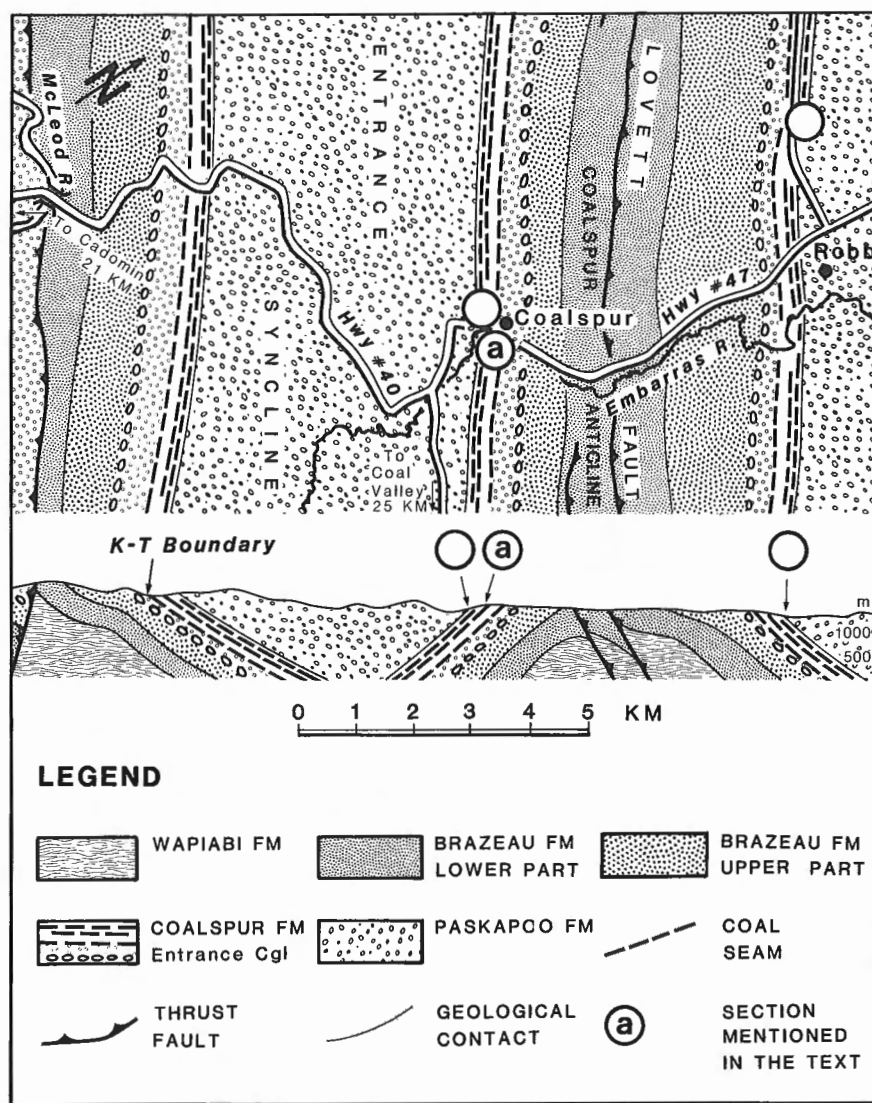 N
McLeod R.
To Cadomin
21 KM
ENTRANCE
SYNCLINE
Hwy #40
To
Coal
Valley
25 KM
Coalspur
a
COALSPUR
ANTICLINE
LOVETT
FAULT
Hwy #47
Embarras R.
Robb
K-T Boundary
a
m
1000
500
0 1 2 3 4 5 KM
LEGEND
WAPIABI FM
BRAZEAU FM
LOWER PART
BRAZEAU FM
UPPER PART
COALSPUR FM
Entrance Cgl
PASKAPOO FM
COAL
SEAM
THRUST
FAULT
GEOLOGICAL
CONTACT
a
SECTION
MENTIONED
IN THE TEXT